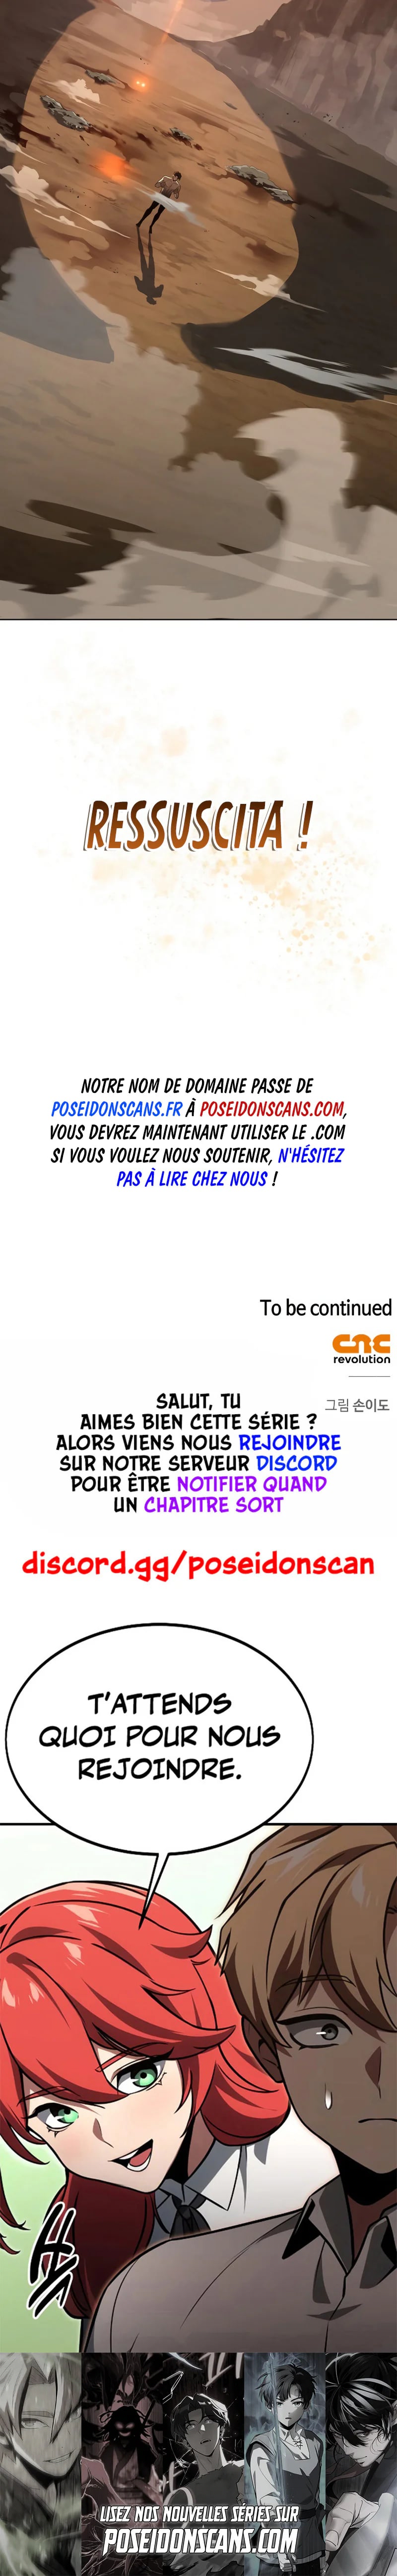 RESSUSCITA !
NOTRE NOM DE DOMAINE PASSE DE
POSEIDONSCANS.FR À POSEIDONSCANS.COM,
VOUS DEVREZ MAINTENANT UTILISER LE .COM
SI VOUS VOULEZ NOUS SOUTENIR, N'HÉSITEZ
PAS À LIRE CHEZ NOUS !
To be continued
CNC
revolution
그림 손이도
SALUT, TU
AIMES BIEN CETTE SÉRIE ?
ALORS VIENS NOUS REJOINDRE
SUR NOTRE SERVEUR DISCORD
POUR ÊTRE NOTIFIER QUAND
UN CHAPITRE SORT
discord.gg/poseidonscan
T'ATTENDS
QUOI POUR NOUS
REJOINDRE.
LISEZ NOS NOUVELLES SÉRIES SUR
POSEIDONSCANS.COM